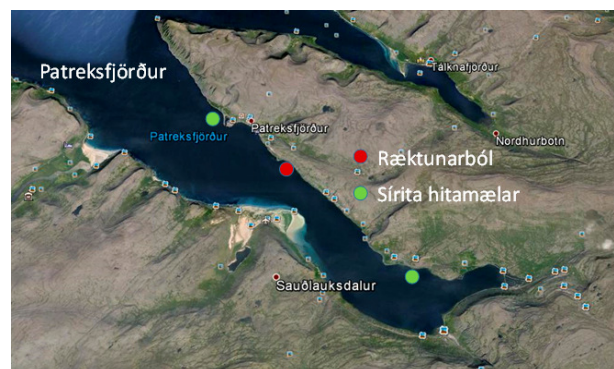 Patreksfjörður
Tálknafjörður
Patreksfjörður
Patreksfjörður
Nordhurbotn
Ræktunarból
Sírita hitamælar
Sauðlauksdalur